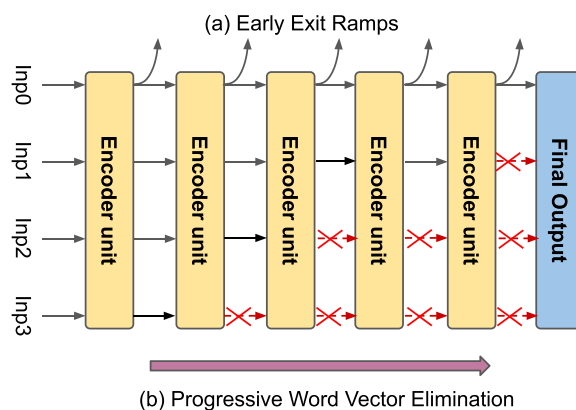 (a) Early Exit Ramps
Inp0
Inp1
Inp2
Inp3
Encoder unit
Encoder unit
Encoder unit
Encoder unit
Encoder unit
Final Output
(b) Progressive Word Vector Elimination